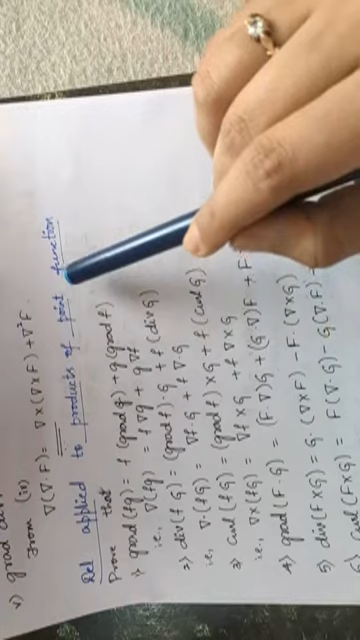 v) grad
from (iv)
∇(∇·F) = ∇×(∇×F) + ∇²F.
Del applied to products of point function
Prove that
1) grad (fg) = f (grad g) + g (grad f)
i.e., ∇(fg) = f∇g + g∇f
2) div (fG) = (grad f)·G + f (div G)
i.e, ∇·(fG) = ∇f·G + f ∇·G
3) curl (fG) = (grad f) × G + f (curl G)
i.e., ∇×(fG) = ∇f×G + f ∇×G
4) grad (F·G) = (F·∇)G + (G·∇)F + F
5) div (F×G) = G·(∇×F) − F·(∇×G)
6) curl (F×G) = F(∇·G) − G(∇·F)